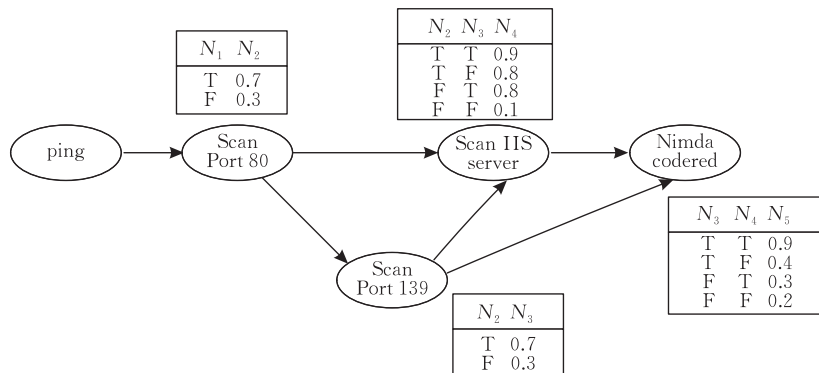 N₁ N₂
T 0.7
F 0.3
N₂ N₃ N₄
T T 0.9
T F 0.8
F T 0.8
F F 0.1
ping
Scan
Port 80
Scan IIS
server
Nimda
codered
Scan
Port 139
N₂ N₃
T 0.7
F 0.3
N₃ N₄ N₅
T T 0.9
T F 0.4
F T 0.3
F F 0.2